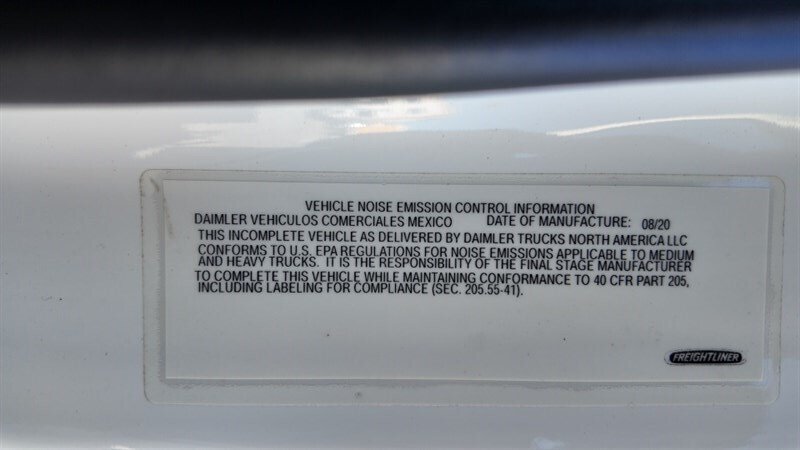 VEHICLE NOISE EMISSION CONTROL INFORMATION
DAIMLER VEHICULOS COMERCIALES MEXICO DATE OF MANUFACTURE: 08/20
THIS INCOMPLETE VEHICLE AS DELIVERED BY DAIMLER TRUCKS NORTH AMERICA LLC
CONFORMS TO U.S. EPA REGULATIONS FOR NOISE EMISSIONS APPLICABLE TO MEDIUM
AND HEAVY TRUCKS. IT IS THE RESPONSIBILITY OF THE FINAL STAGE MANUFACTURER
TO COMPLETE THIS VEHICLE WHILE MAINTAINING CONFORMANCE TO 40 CFR PART 205,
INCLUDING LABELING FOR COMPLIANCE (SEC. 205.55-41).
FREIGHTLINER